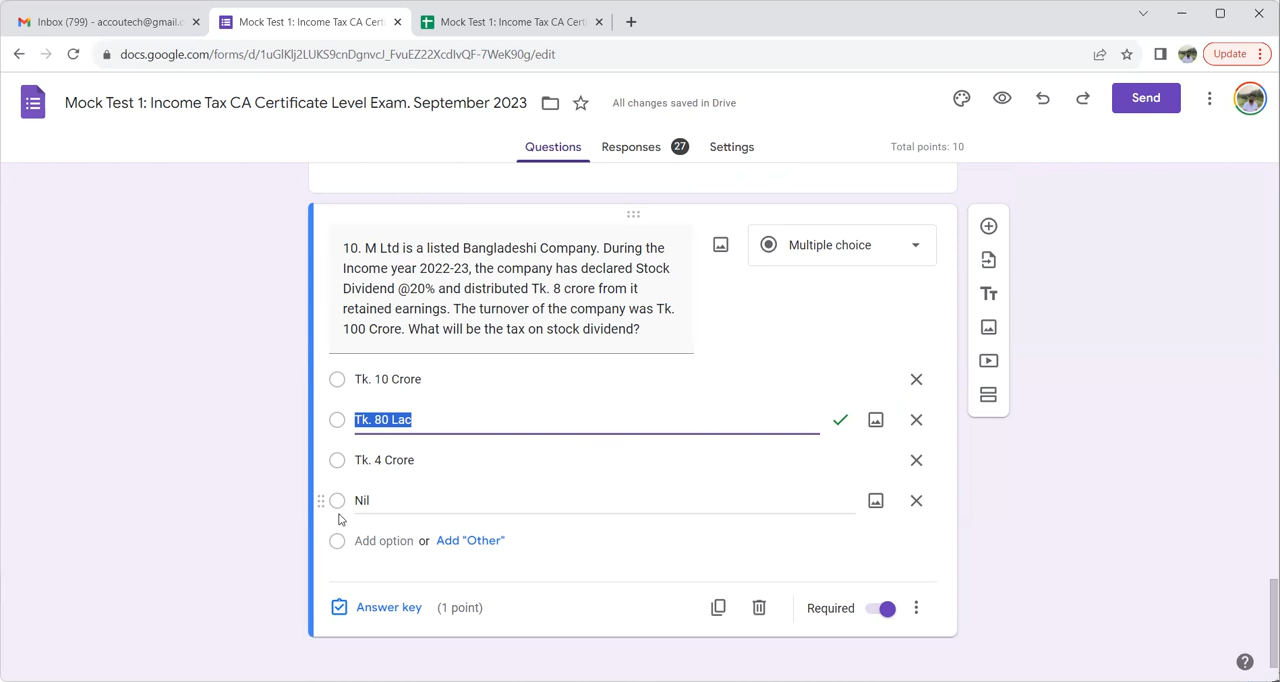 Inbox (799) - accoutech@gmail.c
Mock Test 1: Income Tax CA Cert
Mock Test 1: Income Tax CA Cert
docs.google.com/forms/d/1uGlKlj2LUKS9cnDgnvcJ_FvuEZ22XcdlvQF-7WeK90g/edit
Update
Mock Test 1: Income Tax CA Certificate Level Exam. September 2023
All changes saved in Drive
Send
Questions
Responses
27
Settings
Total points: 10
10. M Ltd is a listed Bangladeshi Company. During the
Income year 2022-23, the company has declared Stock
Dividend @20% and distributed Tk. 8 crore from it
retained earnings. The turnover of the company was Tk.
100 Crore. What will be the tax on stock dividend?
Multiple choice
Tk. 10 Crore
Tk. 80 Lac
Tk. 4 Crore
Nil
Add option or Add "Other"
Answer key (1 point)
Required